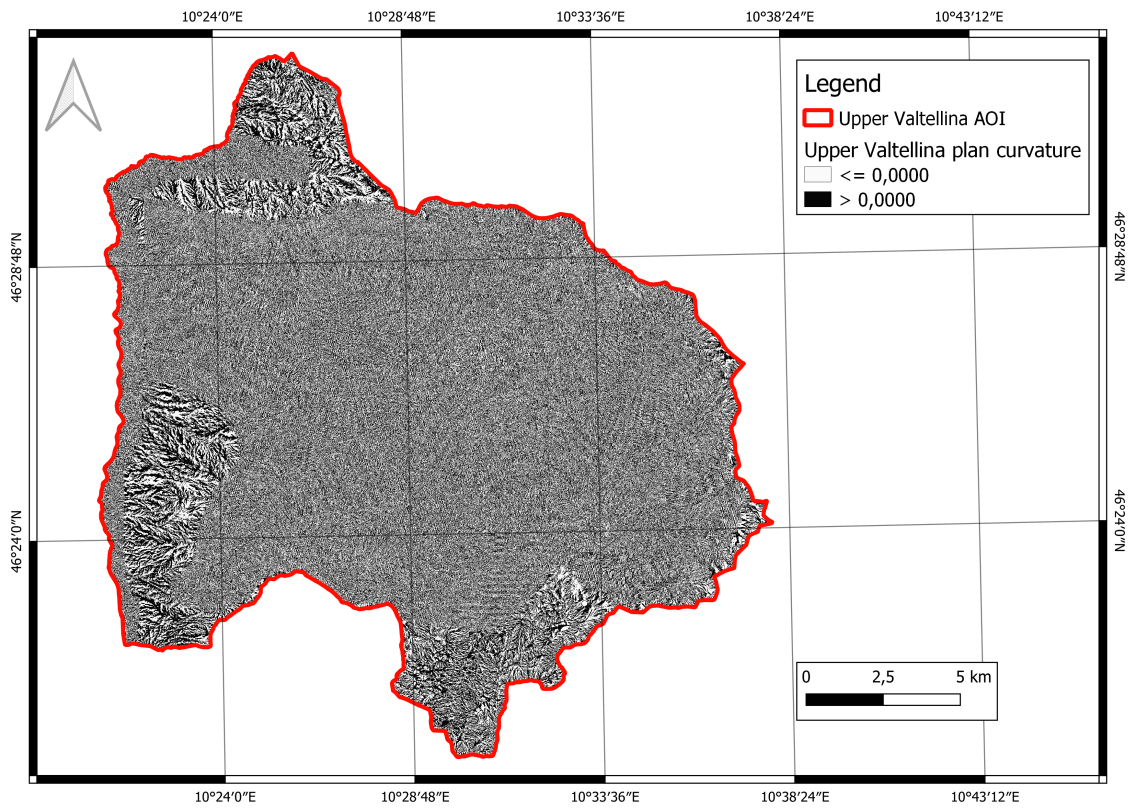 10°24′0″E 10°28′48″E 10°33′36″E 10°38′24″E 10°43′12″E
Legend
Upper Valtellina AOI
Upper Valtellina plan curvature
<= 0,0000
> 0,0000
46°28′48″N
46°28′48″N
46°24′0″N
46°24′0″N
0 2,5 5 km
10°24′0″E 10°28′48″E 10°33′36″E 10°38′24″E 10°43′12″E